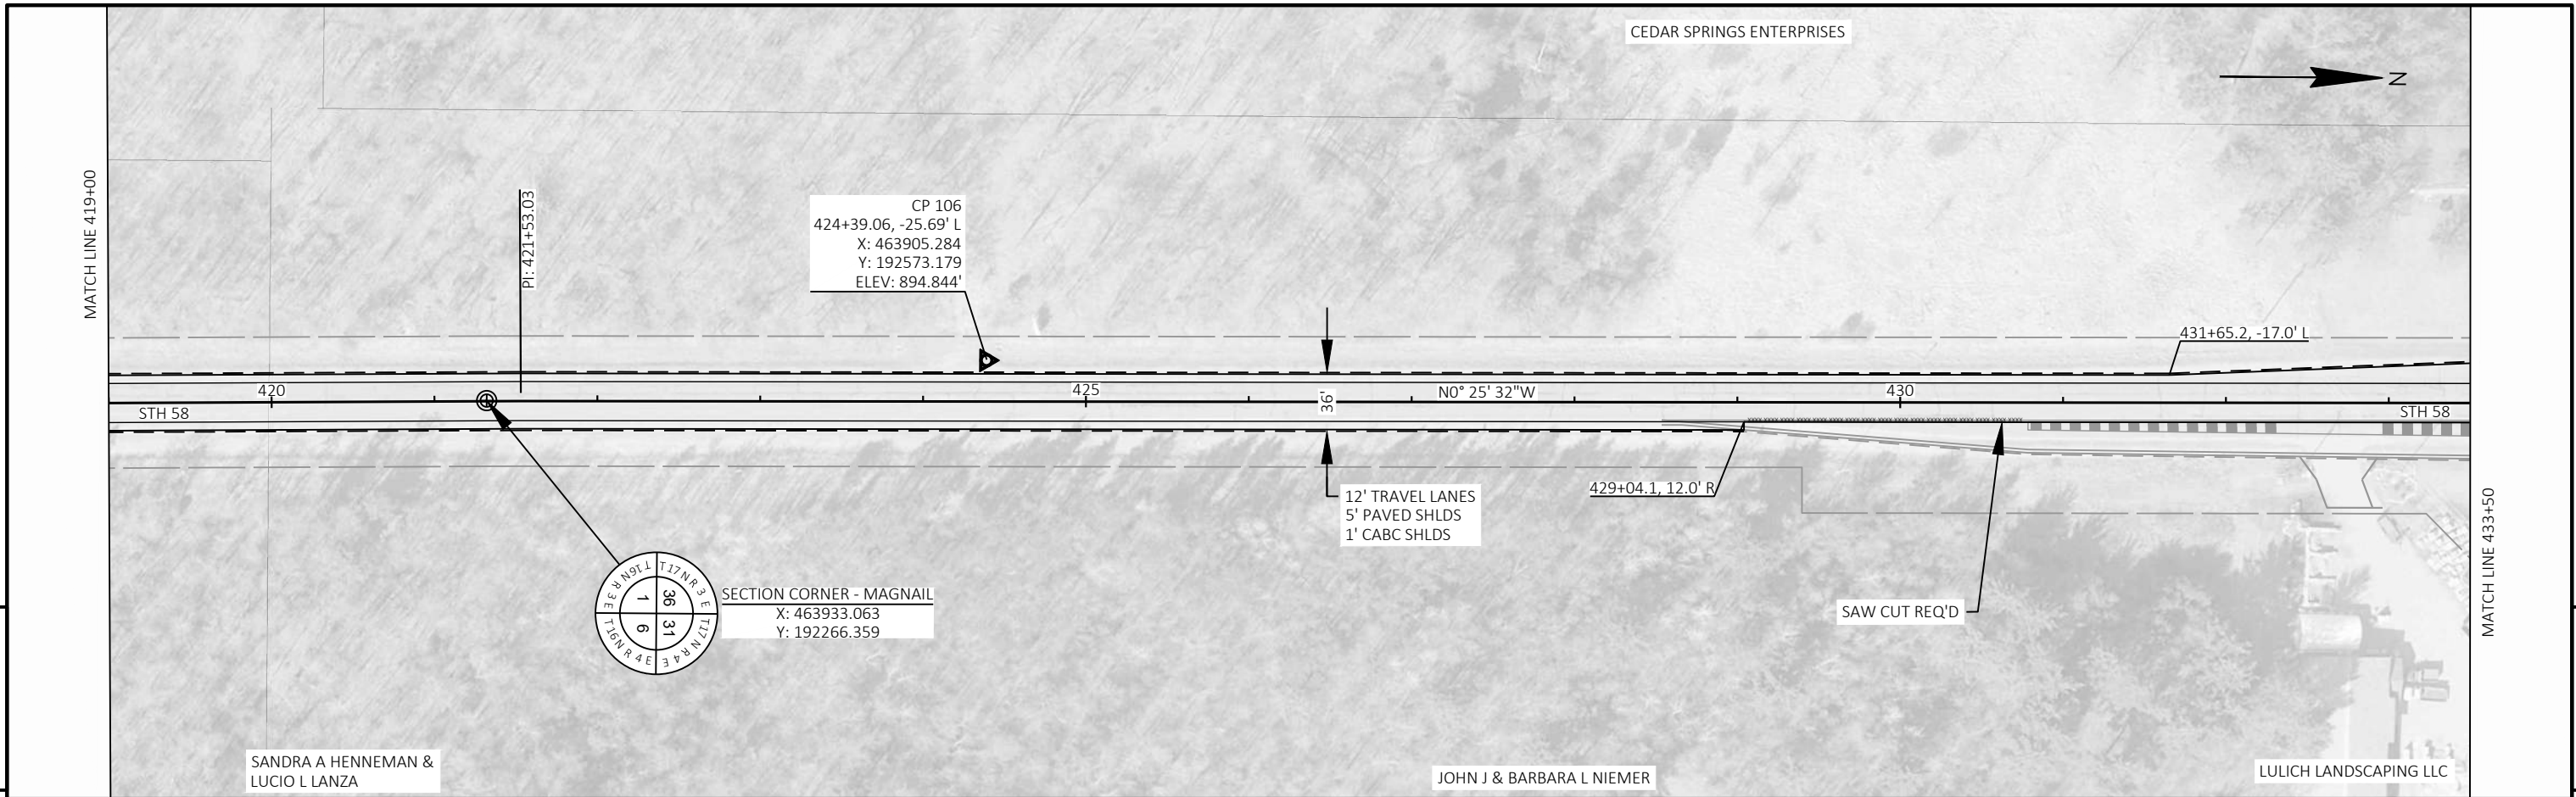 CEDAR SPRINGS ENTERPRISES
N
MATCH LINE 419+00
PI: 421+53.03
CP 106
424+39.06, -25.69' L
X: 463905.284
Y: 192573.179
ELEV: 894.844'
431+65.2, -17.0' L
420
425
N0° 25' 32"W
430
36'
STH 58
STH 58
429+04.1, 12.0' R
12' TRAVEL LANES
5' PAVED SHLDS
1' CABC SHLDS
MATCH LINE 433+50
T16N R 3 E
T17N R 3 E
1
36
6
31
T16N R 4 E
T17N R 4 E
SECTION CORNER - MAGNAIL
X: 463933.063
Y: 192266.359
SAW CUT REQ'D
SANDRA A HENNEMAN &
LUCIO L LANZA
JOHN J & BARBARA L NIEMER
LULICH LANDSCAPING LLC